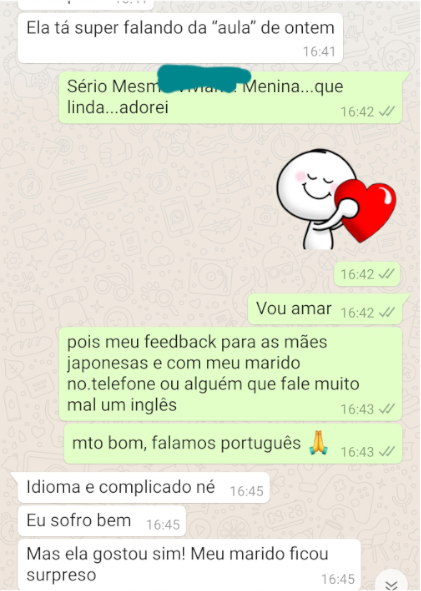 Ela tá super falando da “aula” de ontem
16:41
Sério Mesm Menina...que
linda...adorei
16:42
16:42
Vou amar 16:42
pois meu feedback para as mães
japonesas e com meu marido
no.telefone ou alguém que fale muito
mal um inglês
16:43
mto bom, falamos português 🙏 16:43
Idioma e complicado né 16:45
Eu sofro bem 16:45
Mas ela gostou sim! Meu marido ficou
surpreso
16:45